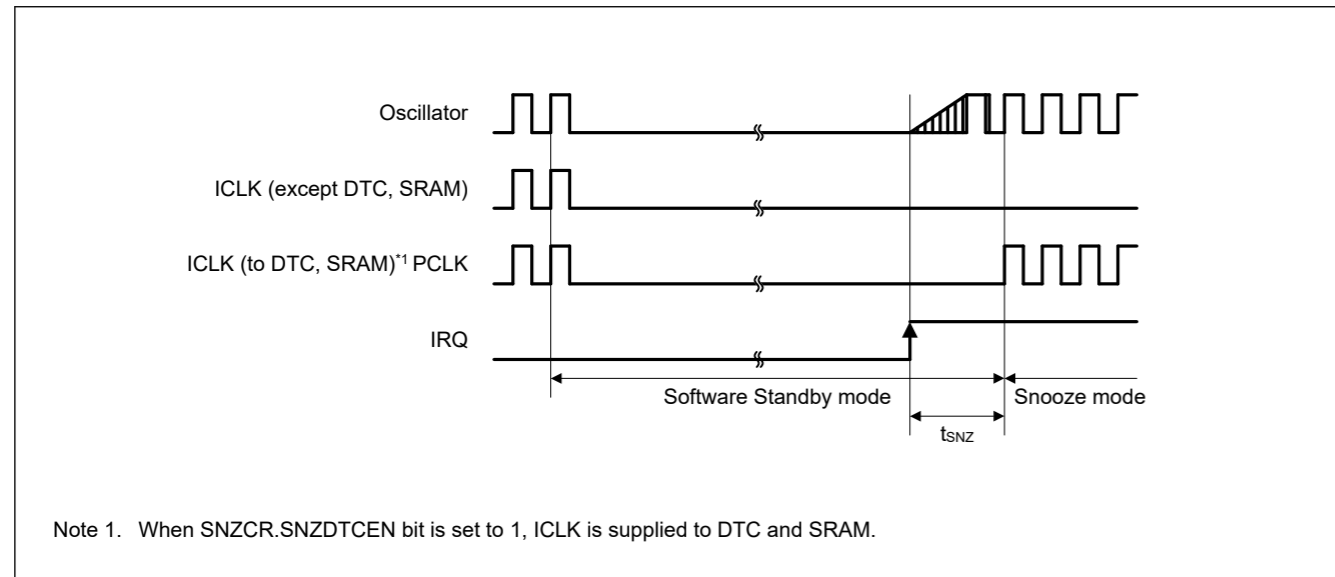 Oscillator
ICLK (except DTC, SRAM)
ICLK (to DTC, SRAM)*1 PCLK
IRQ
Software Standby mode
Snooze mode
tSNZ
Note 1. When SNZCR.SNZDTCEN bit is set to 1, ICLK is supplied to DTC and SRAM.